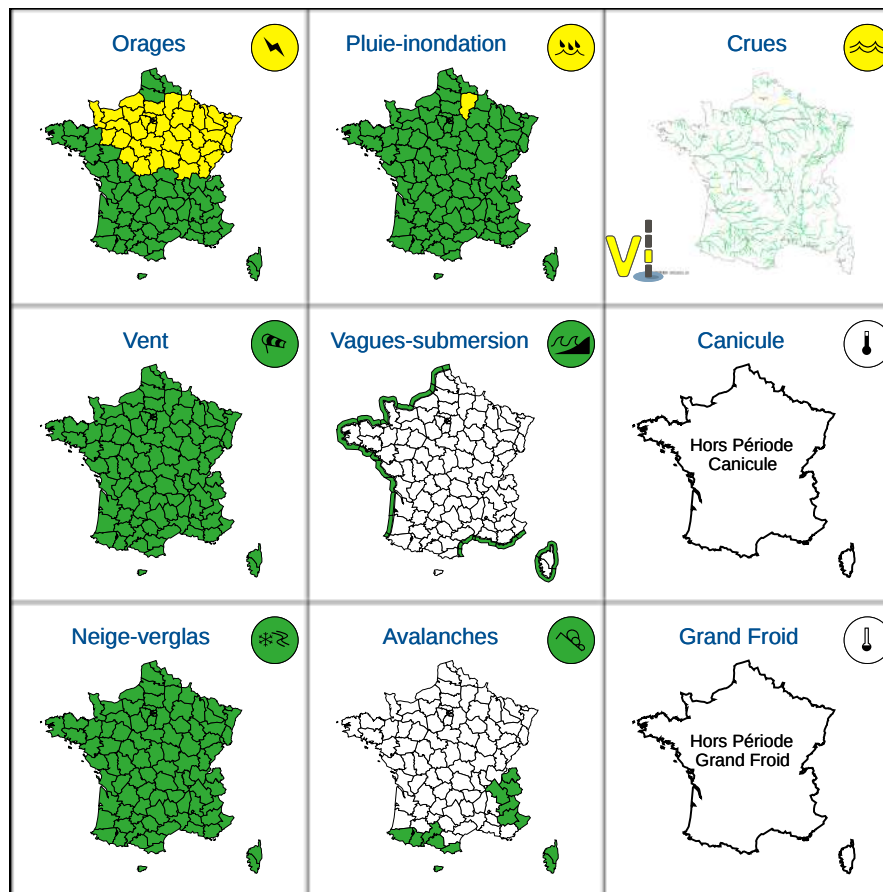 Orages
Pluie-inondation
Crues
V
Vent
Vagues-submersion
Canicule
Hors Période
Canicule
Neige-verglas
Avalanches
Grand Froid
Hors Période
Grand Froid